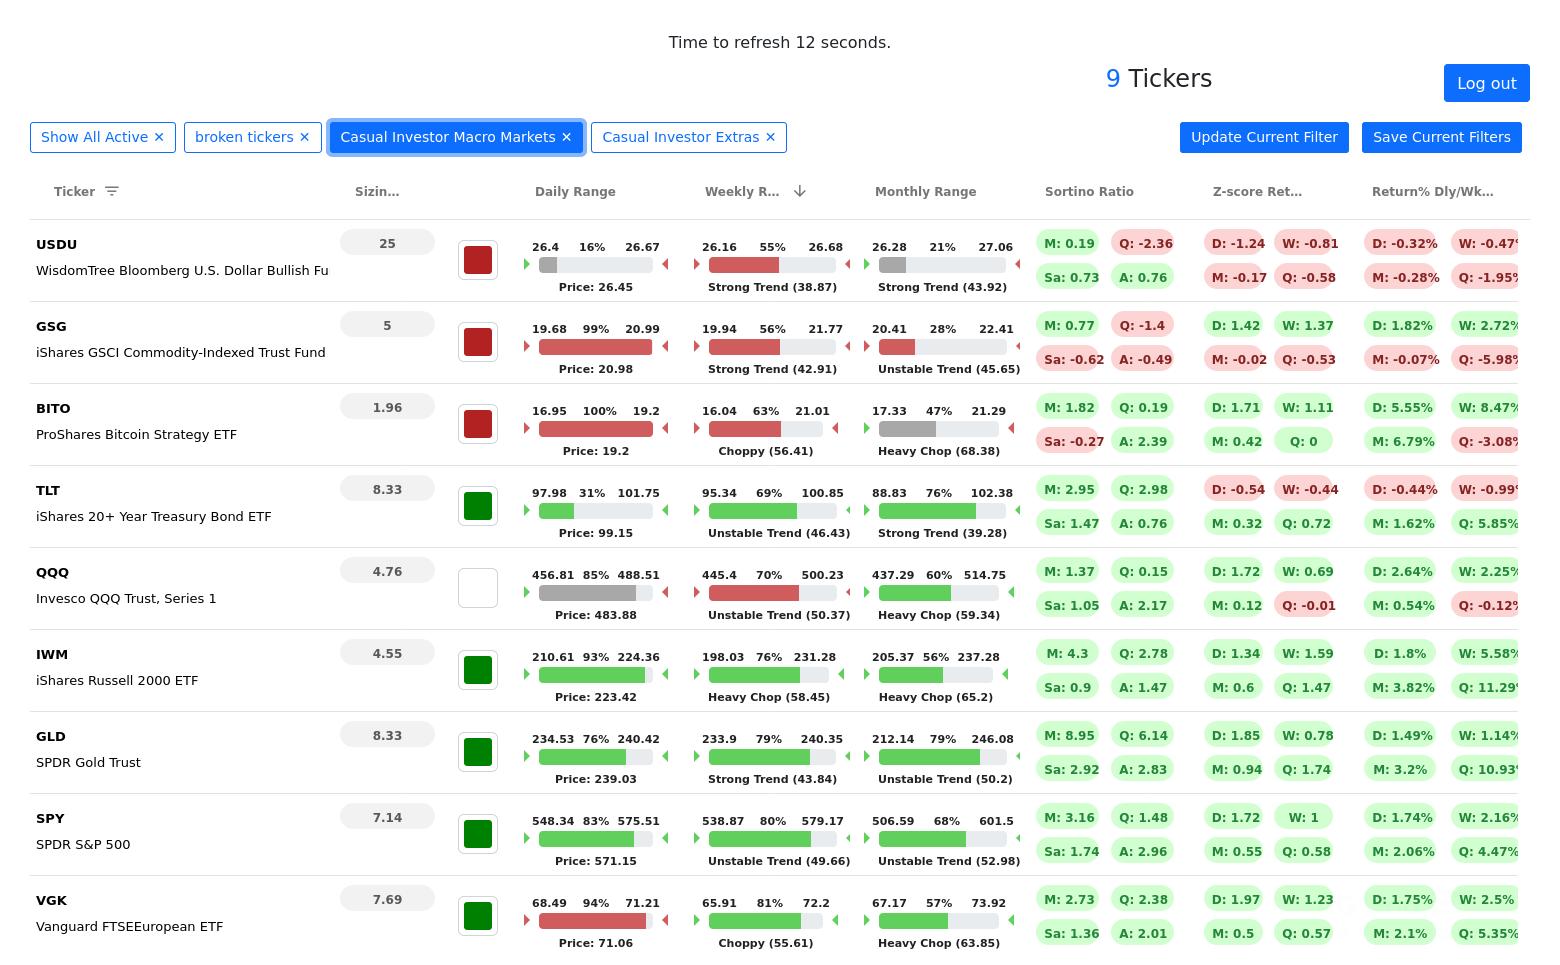 Time to refresh 12 seconds.
9 Tickers
Log out
Show All Active ✕ broken tickers ✕ Casual Investor Macro Markets ✕ Casual Investor Extras ✕ Update Current Filter Save Current Filters
Ticker Sizin... Daily Range Weekly R... Monthly Range Sortino Ratio Z-score Ret... Return% Dly/Wk...
USDU 25 26.4 16% 26.67 26.16 55% 26.68 26.28 21% 27.06 M: 0.19 Q: -2.36 D: -1.24 W: -0.81 D: -0.32% W: -0.47%
WisdomTree Bloomberg U.S. Dollar Bullish Fu Price: 26.45 Strong Trend (38.87) Strong Trend (43.92) Sa: 0.73 A: 0.76 M: -0.17 Q: -0.58 M: -0.28% Q: -1.95%
GSG 5 19.68 99% 20.99 19.94 56% 21.77 20.41 28% 22.41 M: 0.77 Q: -1.4 D: 1.42 W: 1.37 D: 1.82% W: 2.72%
iShares GSCI Commodity-Indexed Trust Fund Price: 20.98 Strong Trend (42.91) Unstable Trend (45.65) Sa: -0.62 A: -0.49 M: -0.02 Q: -0.53 M: -0.07% Q: -5.98%
BITO 1.96 16.95 100% 19.2 16.04 63% 21.01 17.33 47% 21.29 M: 1.82 Q: 0.19 D: 1.71 W: 1.11 D: 5.55% W: 8.47%
ProShares Bitcoin Strategy ETF Price: 19.2 Choppy (56.41) Heavy Chop (68.38) Sa: -0.27 A: 2.39 M: 0.42 Q: 0 M: 6.79% Q: -3.08%
TLT 8.33 97.98 31% 101.75 95.34 69% 100.85 88.83 76% 102.38 M: 2.95 Q: 2.98 D: -0.54 W: -0.44 D: -0.44% W: -0.99%
iShares 20+ Year Treasury Bond ETF Price: 99.15 Unstable Trend (46.43) Strong Trend (39.28) Sa: 1.47 A: 0.76 M: 0.32 Q: 0.72 M: 1.62% Q: 5.85%
QQQ 4.76 456.81 85% 488.51 445.4 70% 500.23 437.29 60% 514.75 M: 1.37 Q: 0.15 D: 1.72 W: 0.69 D: 2.64% W: 2.25%
Invesco QQQ Trust, Series 1 Price: 483.88 Unstable Trend (50.37) Heavy Chop (59.34) Sa: 1.05 A: 2.17 M: 0.12 Q: -0.01 M: 0.54% Q: -0.12%
IWM 4.55 210.61 93% 224.36 198.03 76% 231.28 205.37 56% 237.28 M: 4.3 Q: 2.78 D: 1.34 W: 1.59 D: 1.8% W: 5.58%
iShares Russell 2000 ETF Price: 223.42 Heavy Chop (58.45) Heavy Chop (65.2) Sa: 0.9 A: 1.47 M: 0.6 Q: 1.47 M: 3.82% Q: 11.29%
GLD 8.33 234.53 76% 240.42 233.9 79% 240.35 212.14 79% 246.08 M: 8.95 Q: 6.14 D: 1.85 W: 0.78 D: 1.49% W: 1.14%
SPDR Gold Trust Price: 239.03 Strong Trend (43.84) Unstable Trend (50.2) Sa: 2.92 A: 2.83 M: 0.94 Q: 1.74 M: 3.2% Q: 10.93%
SPY 7.14 548.34 83% 575.51 538.87 80% 579.17 506.59 68% 601.5 M: 3.16 Q: 1.48 D: 1.72 W: 1 D: 1.74% W: 2.16%
SPDR S&P 500 Price: 571.15 Unstable Trend (49.66) Unstable Trend (52.98) Sa: 1.74 A: 2.96 M: 0.55 Q: 0.58 M: 2.06% Q: 4.47%
VGK 7.69 68.49 94% 71.21 65.91 81% 72.2 67.17 57% 73.92 M: 2.73 Q: 2.38 D: 1.97 W: 1.23 D: 1.75% W: 2.5%
Vanguard FTSEEuropean ETF Price: 71.06 Choppy (55.61) Heavy Chop (63.85) Sa: 1.36 A: 2.01 M: 0.5 Q: 0.57 M: 2.1% Q: 5.35%